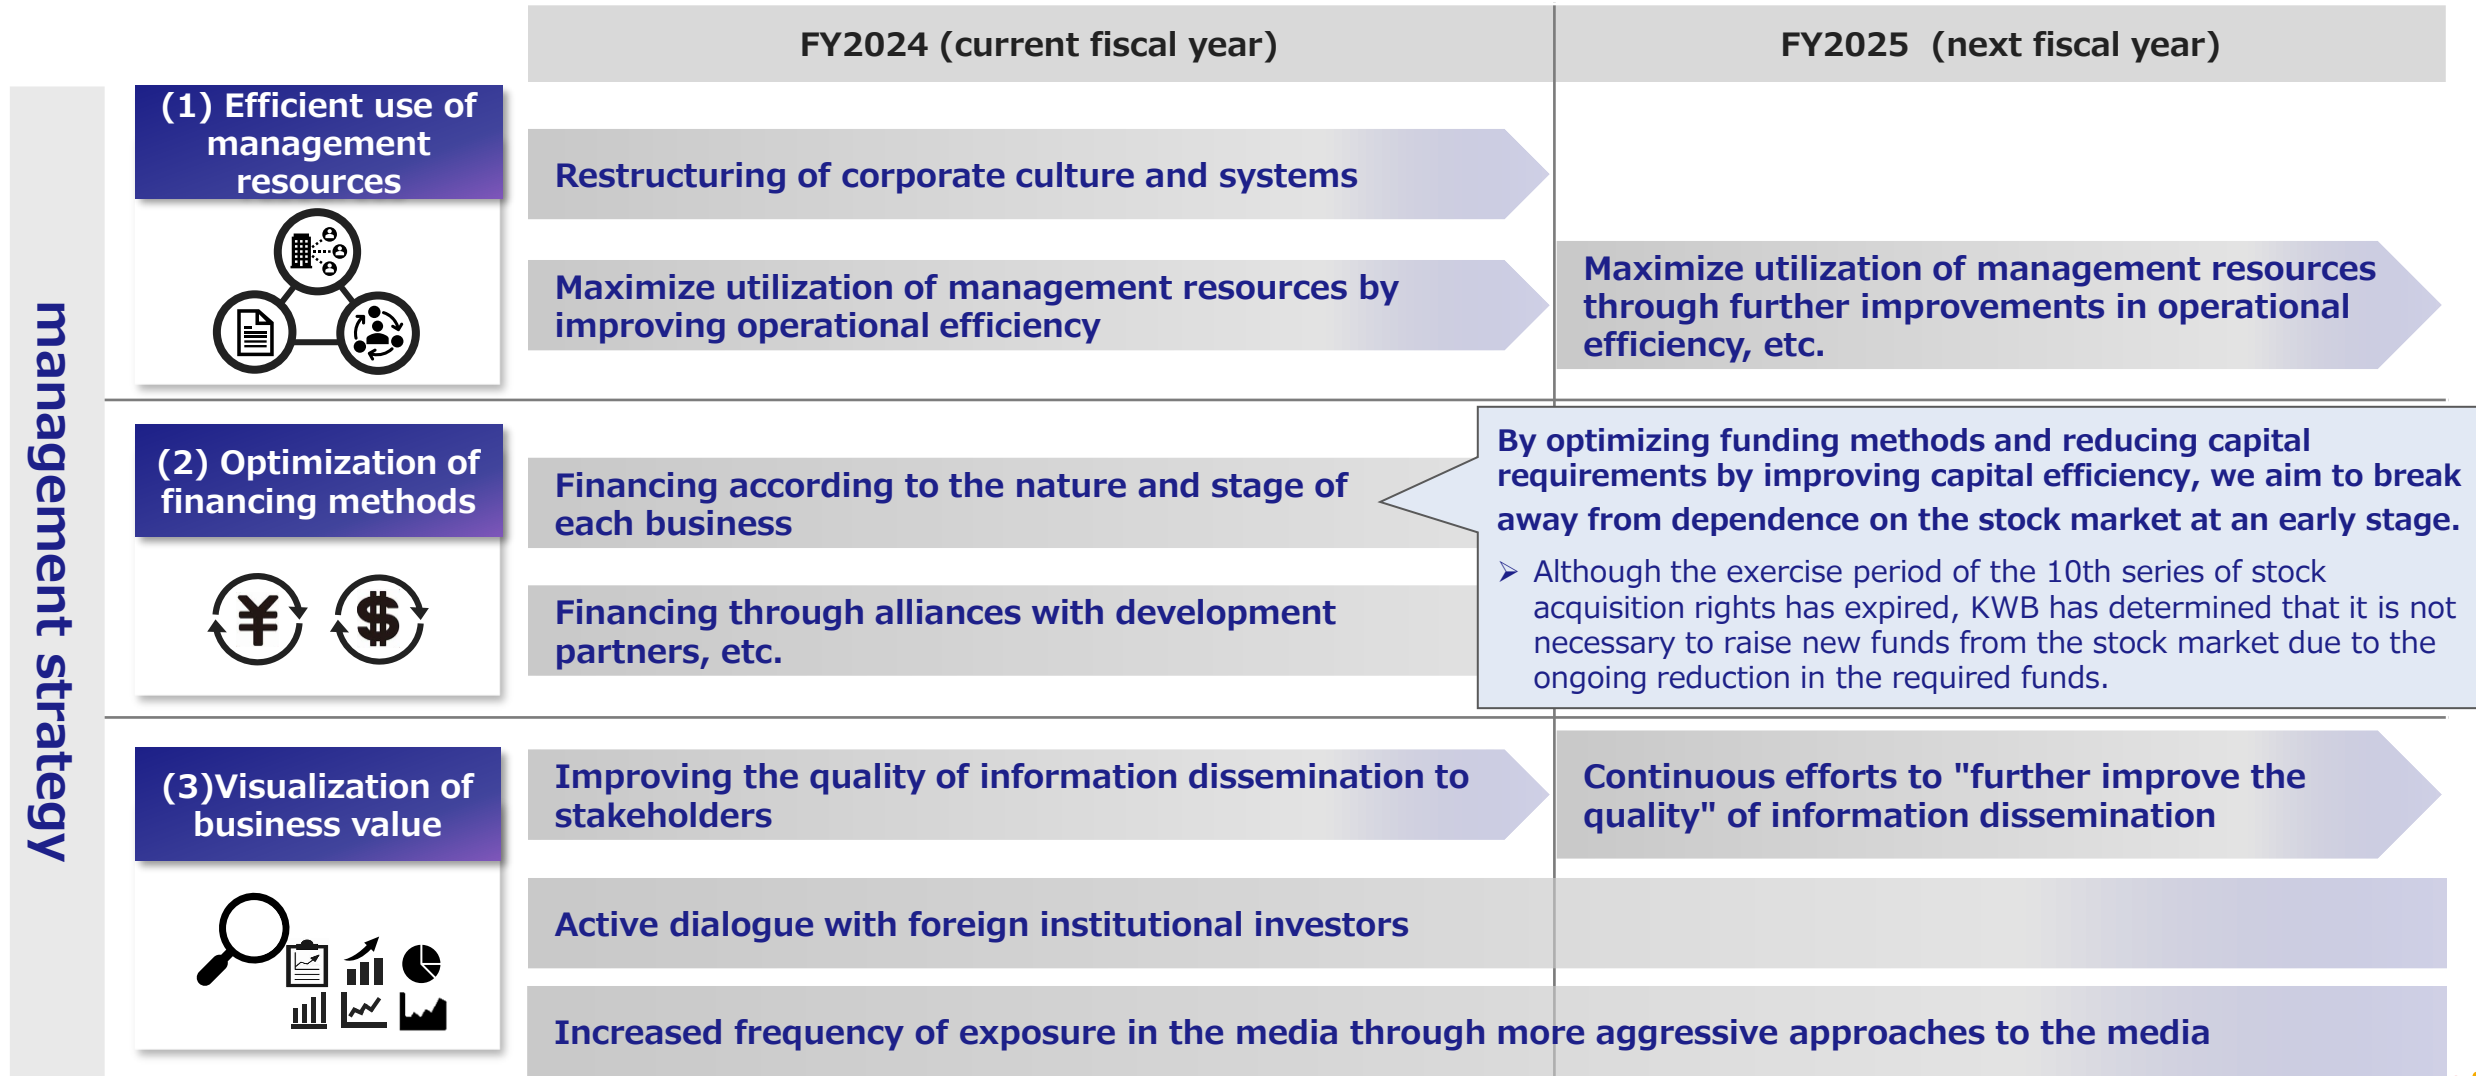 FY2024 (current fiscal year)
FY2025 (next fiscal year)
management strategy
(1) Efficient use of
management
resources
Restructuring of corporate culture and systems
Maximize utilization of management resources by
improving operational efficiency
Maximize utilization of management resources
through further improvements in operational
efficiency, etc.
(2) Optimization of
financing methods
¥
$
Financing according to the nature and stage of
each business
Financing through alliances with development
partners, etc.
By optimizing funding methods and reducing capital
requirements by improving capital efficiency, we aim to break
away from dependence on the stock market at an early stage.
➢ Although the exercise period of the 10th series of stock
acquisition rights has expired, KWB has determined that it is not
necessary to raise new funds from the stock market due to the
ongoing reduction in the required funds.
(3)Visualization of
business value
Improving the quality of information dissemination to
stakeholders
Continuous efforts to "further improve the
quality" of information dissemination
Active dialogue with foreign institutional investors
Increased frequency of exposure in the media through more aggressive approaches to the media